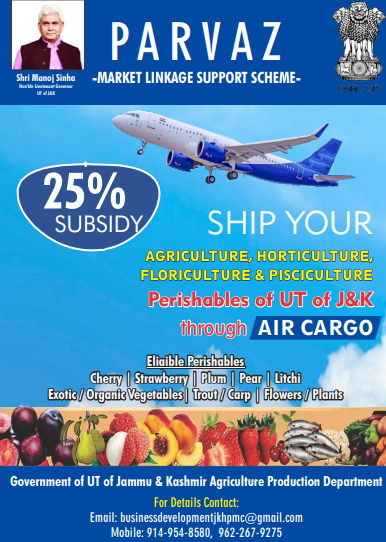 PARVAZ
-MARKET LINKAGE SUPPORT SCHEME-
Shri Manoj Sinha
Hon'ble Lieutenant Governor
UT of J&K
25%
SUBSIDY
SHIP YOUR
AGRICULTURE, HORTICULTURE,
FLORICULTURE & PISCICULTURE
Perishables of UT of J&K
through AIR CARGO
Eliaible Perishables
Cherry | Strawberry | Plum | Pear | Litchi
Exotic / Organic Vegetables| Trout / Carp | Flowers / Plants
Government of UT of Jammu & Kashmir Agriculture Production Department
For Details Contact:
Email: businessdevelopmentjkhpmc@gmail.com
Mobile: 914-954-8580, 962-267-9275